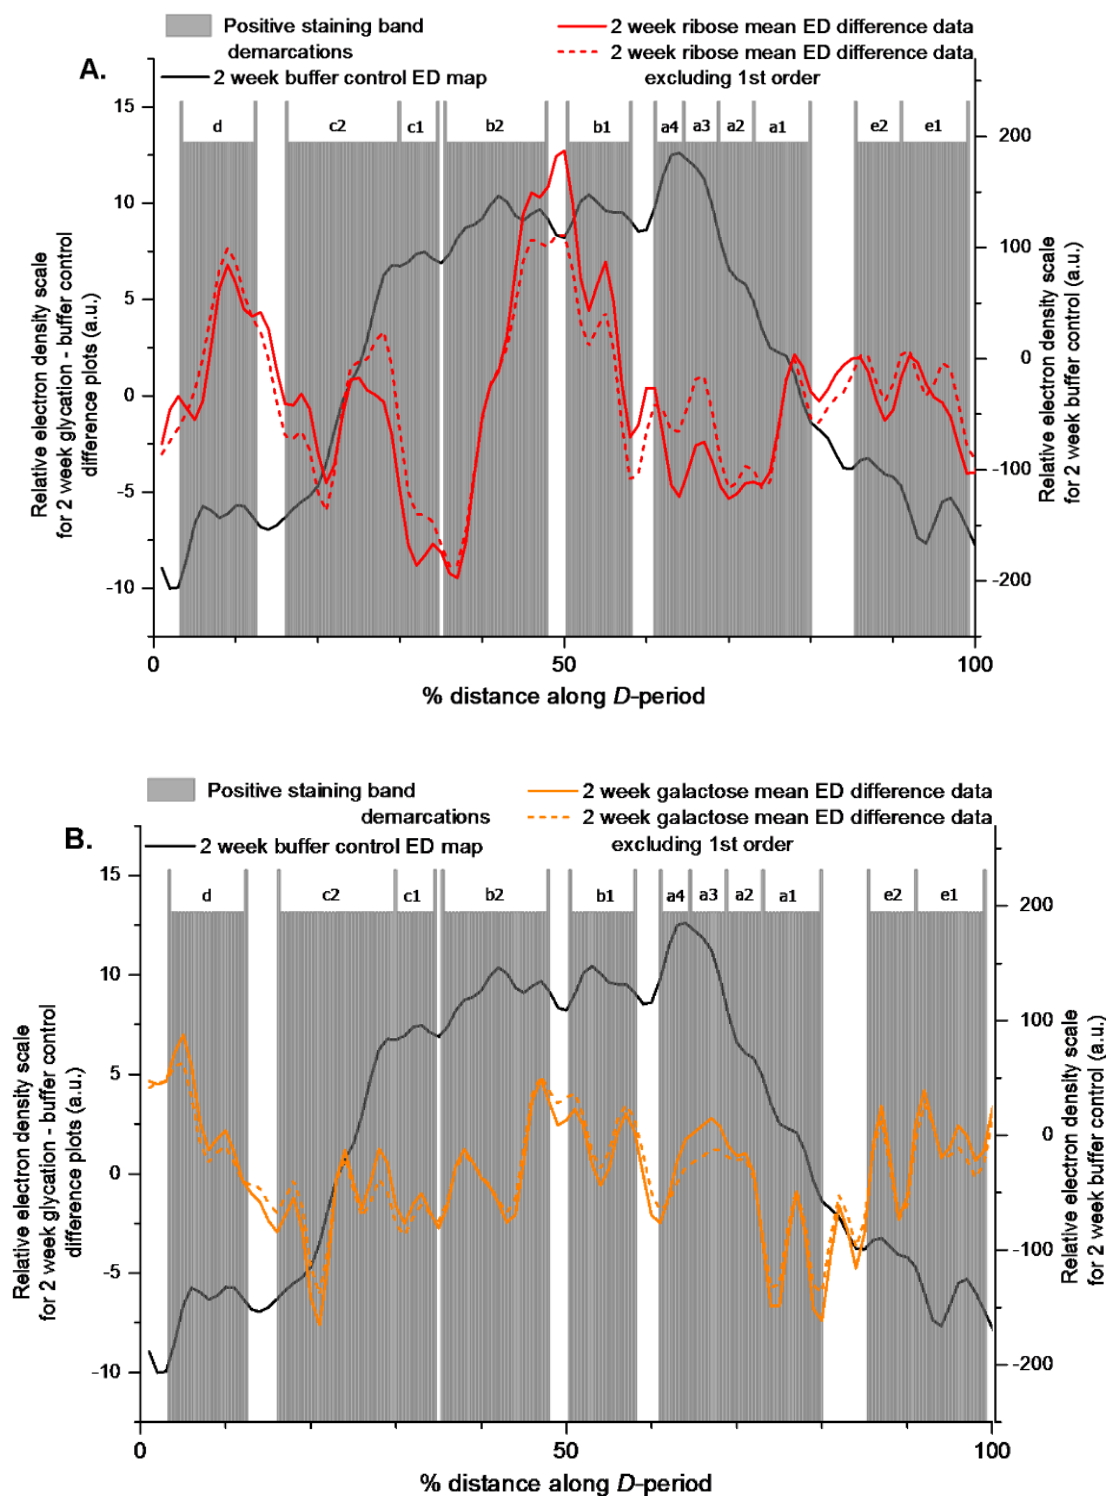 Positive staining band
demarcations
2 week ribose mean ED difference data
2 week ribose mean ED difference data
excluding 1st order
A.
2 week buffer control ED map
d
c2
c1
b2
b1
a4
a3
a2
a1
e2
e1
15
10
5
0
-5
-10
200
100
0
-100
-200
Relative electron density scale
for 2 week glycation - buffer control
difference plots (a.u.)
Relative electron density scale
for 2 week buffer control (a.u.)
0
50
100
% distance along D-period
Positive staining band
demarcations
2 week galactose mean ED difference data
2 week galactose mean ED difference data
excluding 1st order
B.
2 week buffer control ED map
d
c2
c1
b2
b1
a4
a3
a2
a1
e2
e1
15
10
5
0
-5
-10
200
100
0
-100
-200
Relative electron density scale
for 2 week glycation - buffer control
difference plots (a.u.)
Relative electron density scale
for 2 week buffer control (a.u.)
0
50
100
% distance along D-period